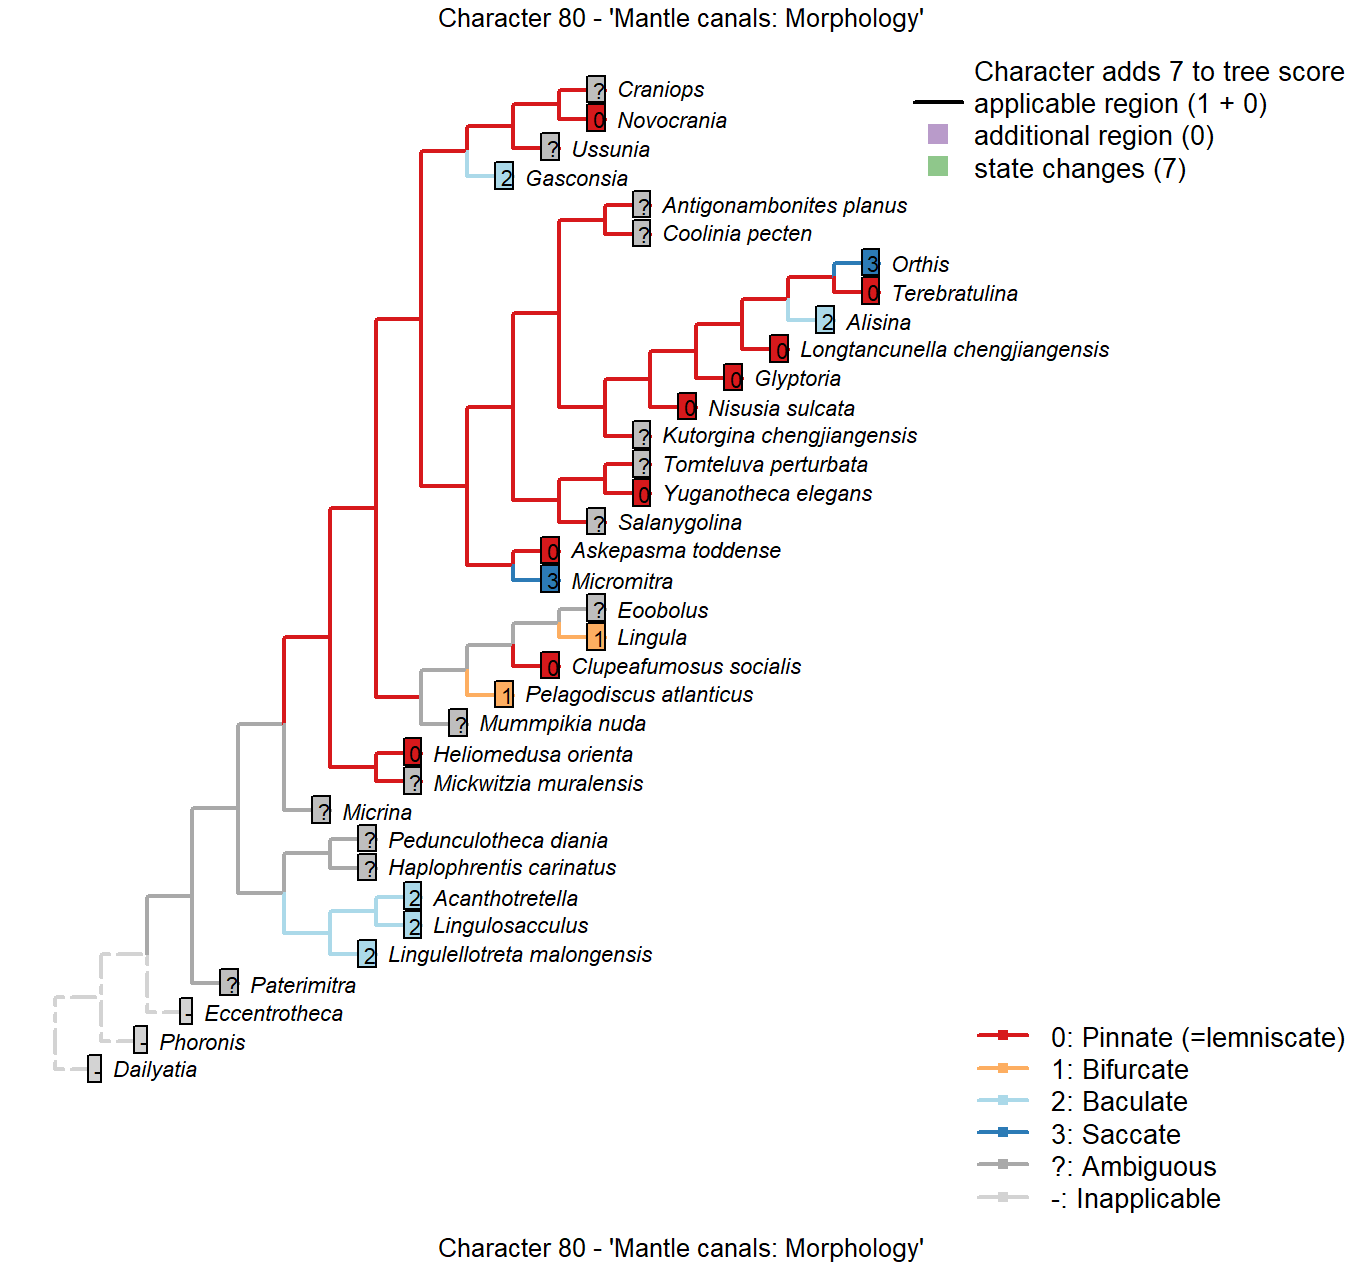 Character 80 - 'Mantle canals: Morphology'
Character adds 7 to tree score
applicable region (1 + 0)
additional region (0)
state changes (7)
? Craniops
0 Novocrania
? Ussunia
2 Gasconsia
? Antigonambonites planus
? Coolinia pecten
3 Orthis
0 Terebratulina
2 Alisina
0 Longtancunella chengjiangensis
0 Glyptoria
0 Nisusia sulcata
? Kutorgina chengjiangensis
? Tomteluva perturbata
0 Yuganotheca elegans
? Salanygolina
0 Askepasma toddense
3 Micromitra
? Eoobolus
1 Lingula
0 Clupeafumosus socialis
1 Pelagodiscus atlanticus
? Mummpikia nuda
0 Heliomedusa orienta
? Mickwitzia muralensis
? Micrina
? Pedunculotheca diania
? Haplophrentis carinatus
2 Acanthotretella
2 Lingulosacculus
2 Lingulellotreta malongensis
? Paterimitra
- Eccentrotheca
- Phoronis
- Dailyatia
0: Pinnate (=lemniscate)
1: Bifurcate
2: Baculate
3: Saccate
?: Ambiguous
-: Inapplicable
Character 80 - 'Mantle canals: Morphology'